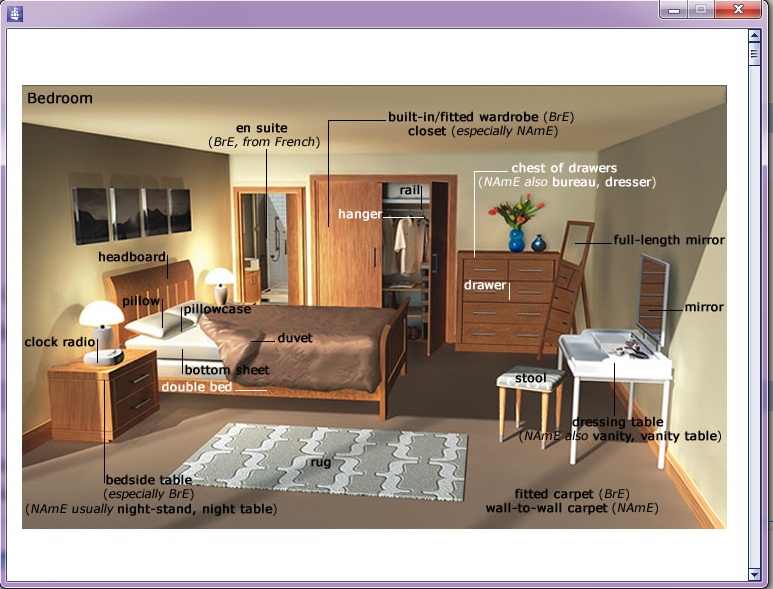 Bedroom
built-in/fitted wardrobe (BrE)
closet (especially NAmE)
en suite
(BrE, from French)
chest of drawers
(NAmE also bureau, dresser)
rail
hanger
full-length mirror
headboard
drawer
pillow
pillowcase
mirror
clock radio
duvet
bottom sheet
stool
double bed
dressing table
(NAmE also vanity, vanity table)
rug
bedside table
(especially BrE)
(NAmE usually night-stand, night table)
fitted carpet (BrE)
wall-to-wall carpet (NAmE)